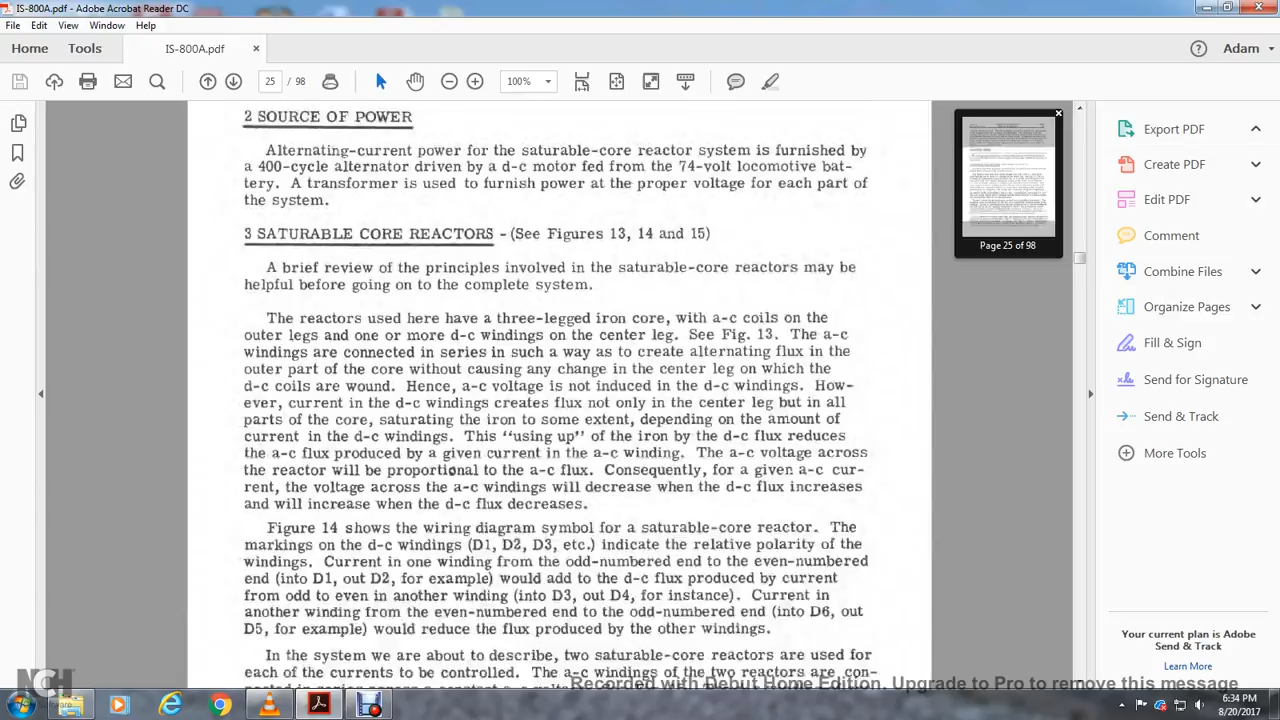 IS-800A.pdf - Adobe Acrobat Reader DC
File Edit View Window Help
Home Tools IS-800A.pdf × Adam
25 / 98 100%
2 SOURCE OF POWER
Alternating-current power for the saturable-core reactor system is furnished by
a 400-cycle alternator driven by a d-c motor fed from the 74-volt locomotive bat-
tery. A transformer is used to furnish power at the proper voltage for each part of
the system.
3 SATURABLE CORE REACTORS - (See Figures 13, 14 and 15)
A brief review of the principles involved in the saturable-core reactors may be
helpful before going on to the complete system.
The reactors used here have a three-legged iron core, with a-c coils on the
outer legs and one or more d-c windings on the center leg. See Fig. 13. The a-c
windings are connected in series in such a way as to create alternating flux in the
outer part of the core without causing any change in the center leg on which the
d-c coils are wound. Hence, a-c voltage is not induced in the d-c windings. How-
ever, current in the d-c windings creates flux not only in the center leg but in all
parts of the core, saturating the iron to some extent, depending on the amount of
current in the d-c windings. This "using up" of the iron by the d-c flux reduces
the a-c flux produced by a given current in the a-c winding. The a-c voltage across
the reactor will be proportional to the a-c flux. Consequently, for a given a-c cur-
rent, the voltage across the a-c windings will decrease when the d-c flux increases
and will increase when the d-c flux decreases.
Figure 14 shows the wiring diagram symbol for a saturable-core reactor. The
markings on the d-c windings (D1, D2, D3, etc.) indicate the relative polarity of the
windings. Current in one winding from the odd-numbered end to the even-numbered
end (into D1, out D2, for example) would add to the d-c flux produced by current
from odd to even in another winding (into D3, out D4, for instance). Current in
another winding from the even-numbered end to the odd-numbered end (into D6, out
D5, for example) would reduce the flux produced by the other windings.
In the system we are about to describe, two saturable-core reactors are used for
each of the currents to be controlled. The a-c windings of the two reactors are con-
Page 25 of 98
Export PDF
Create PDF
Edit PDF
Comment
Combine Files
Organize Pages
Fill & Sign
Send for Signature
Send & Track
More Tools
Your current plan is Adobe
Send & Track
Learn More
NCH
Recorded with Debut Home Edition. Upgrade to Pro to remove this message
6:34 PM
8/20/2017